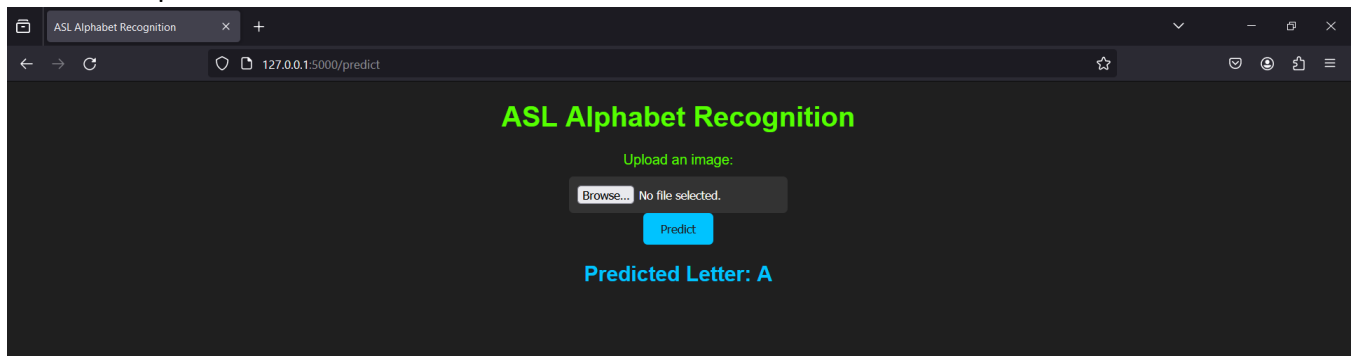 ASL Alphabet Recognition
127.0.0.1:5000/predict
ASL Alphabet Recognition
Upload an image:
Browse... No file selected.
Predict
Predicted Letter: A